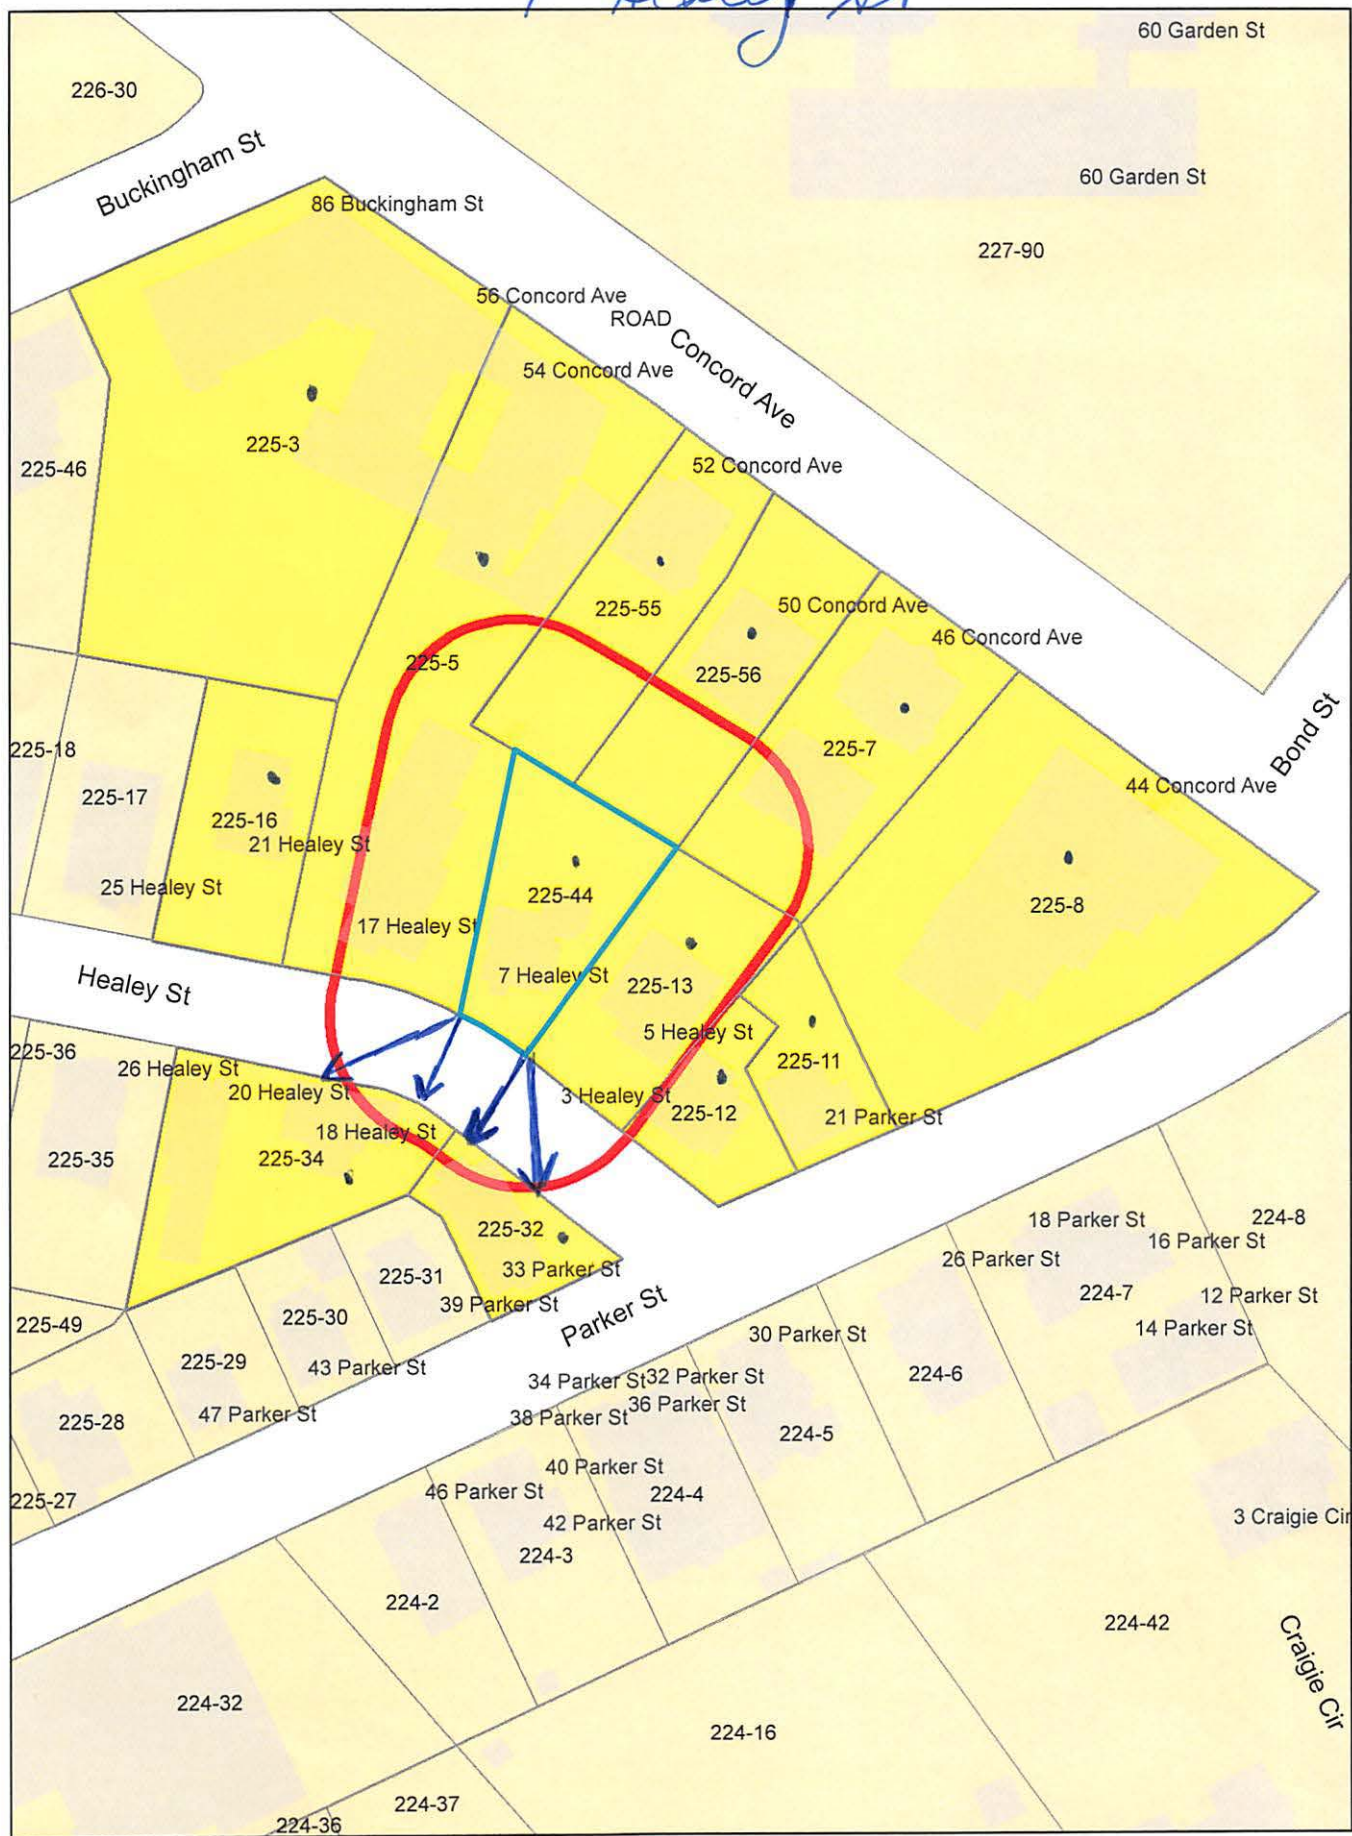 7 Healey St
60 Garden St
226-30
Buckingham St
60 Garden St
86 Buckingham St
227-90
56 Concord Ave
ROAD
Concord Ave
54 Concord Ave
225-3
52 Concord Ave
225-46
225-55
50 Concord Ave
46 Concord Ave
225-5
225-56
Bond St
225-18
225-7
44 Concord Ave
225-17
225-16
21 Healey St
25 Healey St
225-44
225-8
17 Healey St
7 Healey St
225-13
Healey St
5 Healey St
225-36
225-11
26 Healey St
20 Healey St
3 Healey St
225-12
21 Parker St
18 Healey St
225-35
225-34
225-32
18 Parker St
224-8
16 Parker St
26 Parker St
33 Parker St
225-31
224-7
12 Parker St
39 Parker St
225-49
225-30
Parker St
30 Parker St
14 Parker St
225-29
43 Parker St
34 Parker St
32 Parker St
224-6
36 Parker St
47 Parker St
38 Parker St
225-28
224-5
40 Parker St
46 Parker St
224-4
225-27
42 Parker St
3 Craigie Cir
224-3
224-2
224-42
Craigie Cir
224-32
224-16
224-37
224-36